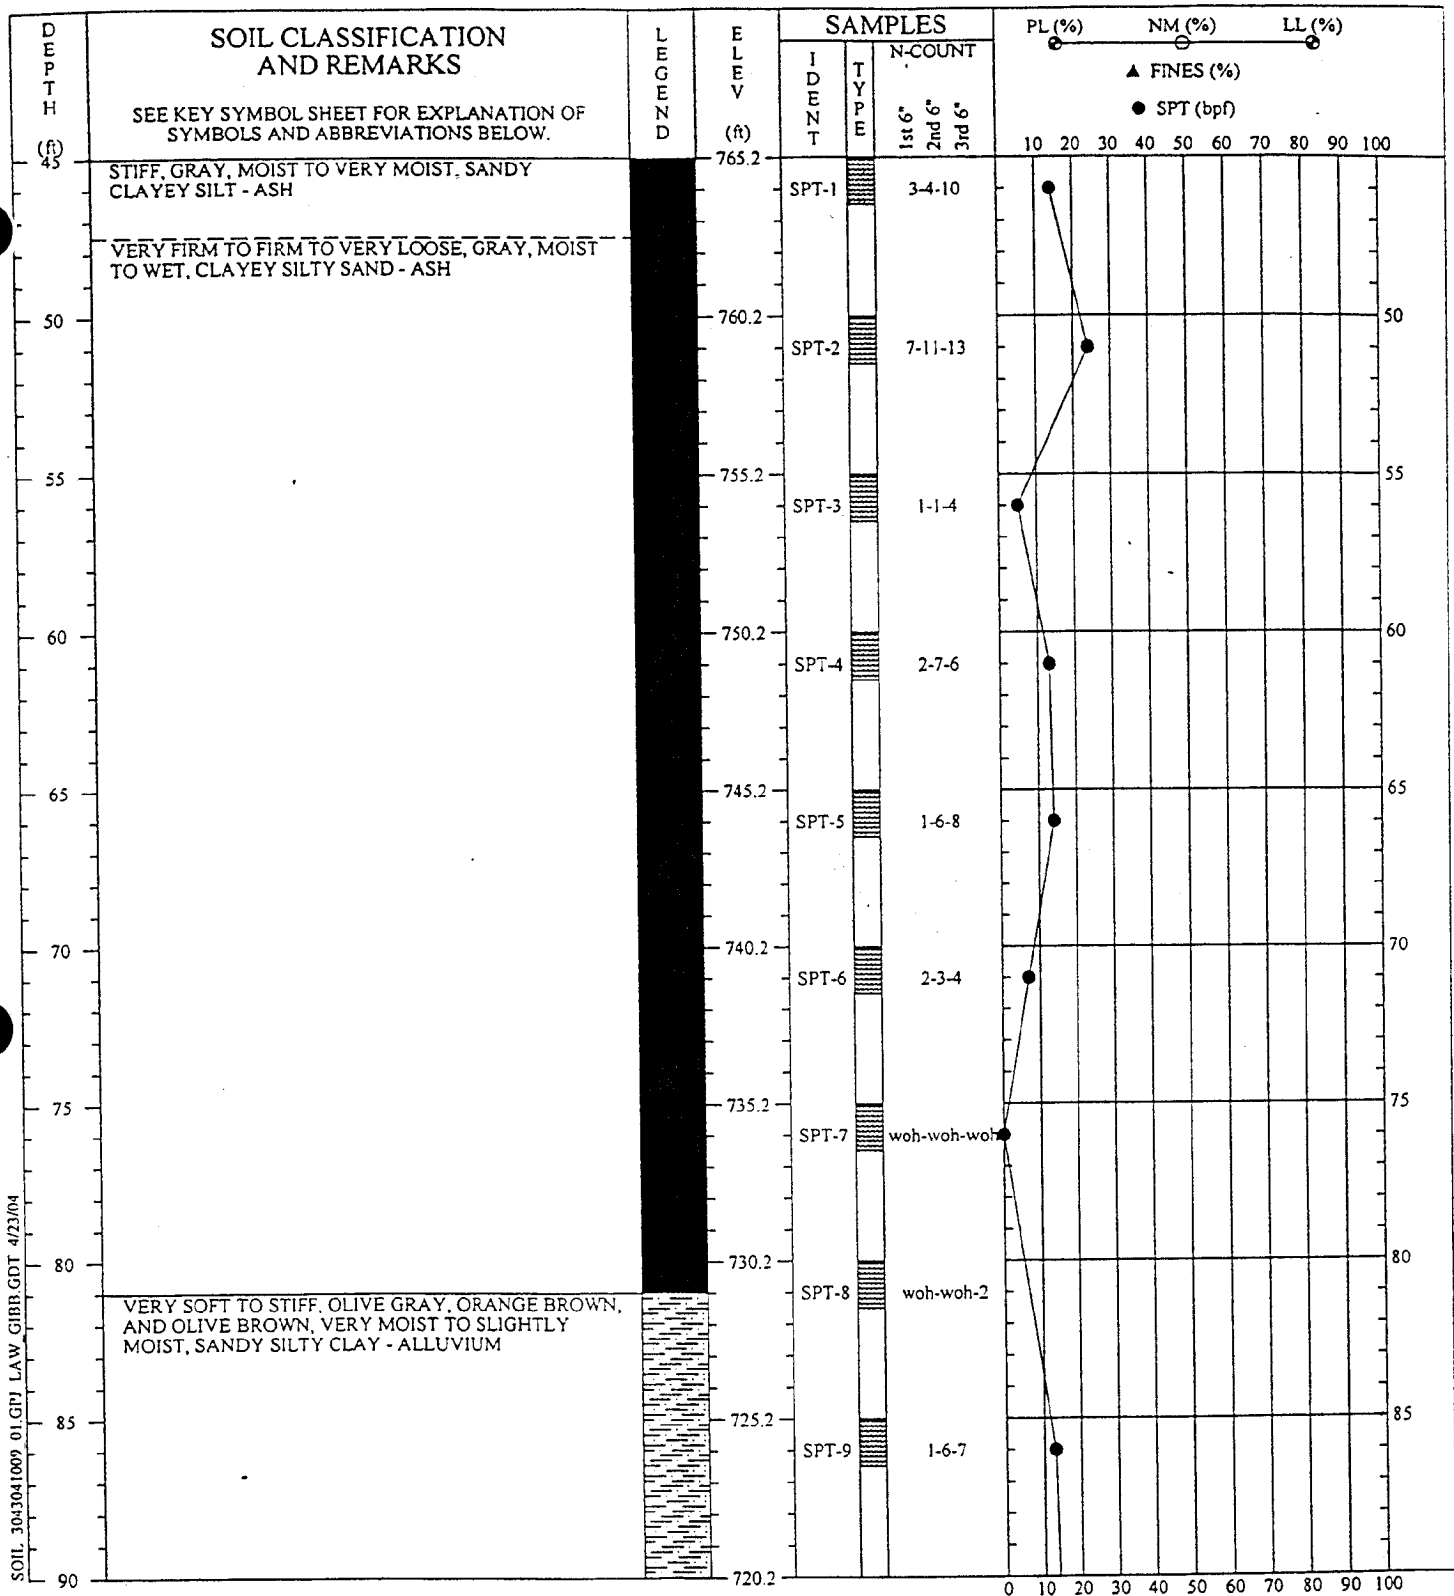 DEPTH
(ft)
SOIL CLASSIFICATION
AND REMARKS
SEE KEY SYMBOL SHEET FOR EXPLANATION OF
SYMBOLS AND ABBREVIATIONS BELOW.
LEGEND
ELEV
(ft)
SAMPLES
IDENT
TYPE
N-COUNT
1st 6"
2nd 6"
3rd 6"
PL (%) NM (%) LL (%)
▲ FINES (%)
● SPT (bpf)
10 20 30 40 50 60 70 80 90 100
45
STIFF, GRAY, MOIST TO VERY MOIST, SANDY
CLAYEY SILT - ASH
765.2
SPT-1 3-4-10
VERY FIRM TO FIRM TO VERY LOOSE, GRAY, MOIST
TO WET, CLAYEY SILTY SAND - ASH
50 760.2 50
SPT-2 7-11-13
55 755.2 55
SPT-3 1-1-4
60 750.2 60
SPT-4 2-7-6
65 745.2 65
SPT-5 1-6-8
70 740.2 70
SPT-6 2-3-4
75 735.2 75
SPT-7 woh-woh-woh
80 730.2 80
SPT-8 woh-woh-2
VERY SOFT TO STIFF, OLIVE GRAY, ORANGE BROWN,
AND OLIVE BROWN, VERY MOIST TO SLIGHTLY
MOIST, SANDY SILTY CLAY - ALLUVIUM
85 725.2 85
SPT-9 1-6-7
90 720.2
0 10 20 30 40 50 60 70 80 90 100
SOIL 3043041009_01.GPJ LAW_GIBB.GDT 4/23/04